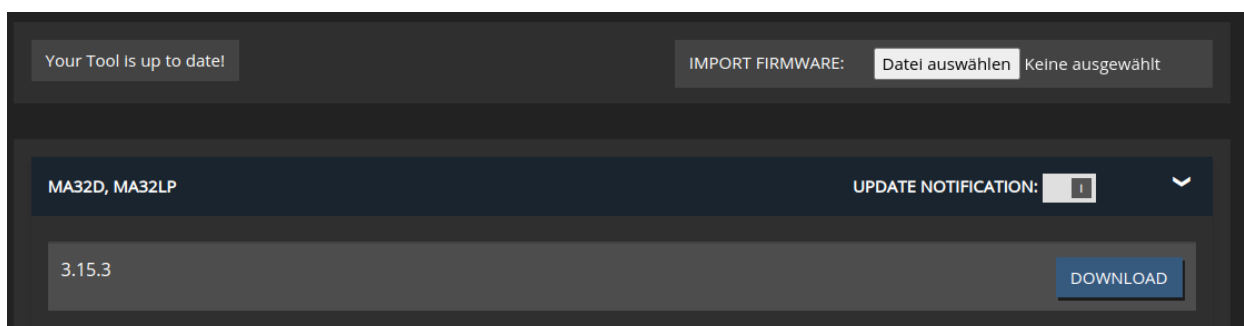 Your Tool is up to date!
IMPORT FIRMWARE: Datei auswählen Keine ausgewählt
MA32D, MA32LP UPDATE NOTIFICATION: I
3.15.3 DOWNLOAD